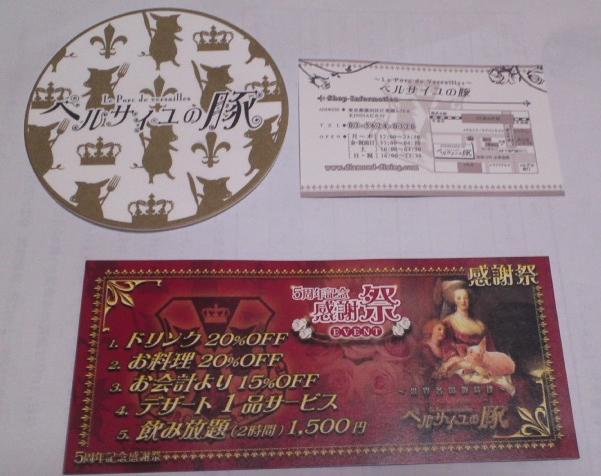 Le Porc de versailles
ベルサイユの豚
~Le Porc de Versailles~
ベルサイユの豚
Shop Information
TEL
OPEN
www.diamond-dining.com
5周年記念
感謝祭
EVENT
感謝祭
1. ドリンク 20%OFF
2. お料理 20%OFF
3. お会計より 15%OFF
4. デザート 1品サービス
5. 飲み放題(2時間) 1,500円
ベルサイユの豚
5周年記念感謝祭